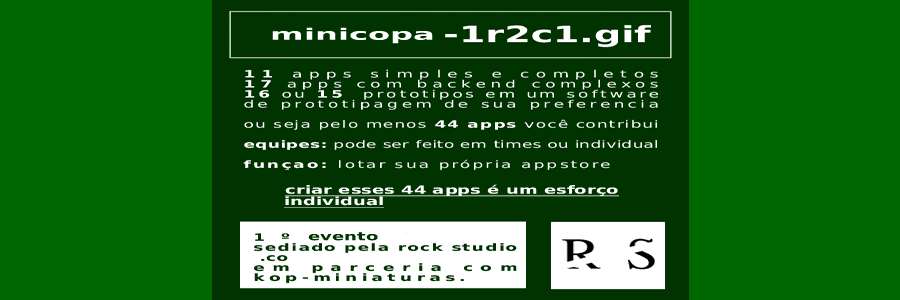 minicopa -1r2c1.gif
11 apps simples e completos
17 apps com backend complexos
16 ou 15 prototipos em um software
de prototipagem de sua preferencia
ou seja pelo menos 44 apps você contribui
equipes: pode ser feito em times ou individual
funçao: lotar sua própria appstore
criar esses 44 apps é um esforço
individual
1 º evento
sediado pela rock studio
.co
em parceria com
kop-miniaturas.
R S